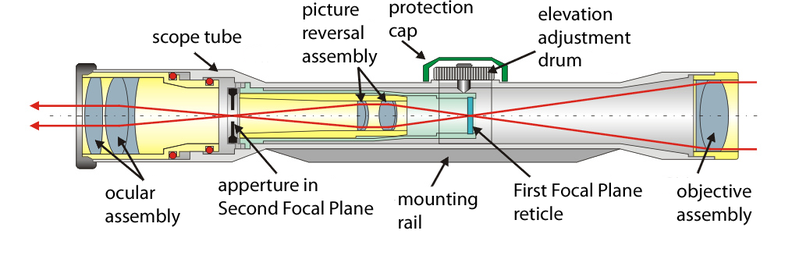 scope tube
picture
reversal
assembly
protection
cap
elevation
adjustment
drum
ocular
assembly
apperture in
Second Focal Plane
mounting
rail
First Focal Plane
reticle
objective
assembly